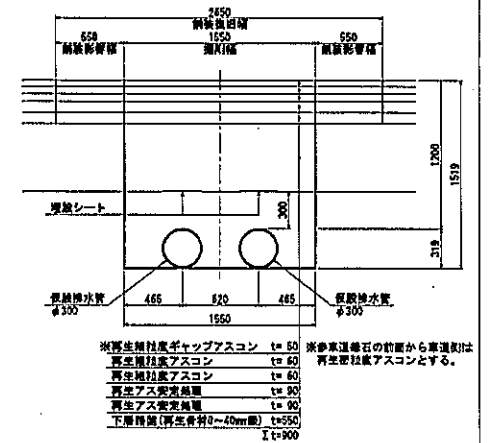 2650
舗装復旧幅
550
1550
550
舗装影響幅
掘削幅
舗装影響幅
1200
1519
埋設シート
300
319
仮設排水管
φ300
465
620
465
仮設排水管
φ300
1550
※再生細粒度ギャップアスコン t= 50
再生粗粒度アスコン t= 60
再生粗粒度アスコン t= 60
再生アス安定処理 t= 90
再生アス安定処理 t= 90
下層路盤(再生骨材0～40mm級) t=550
Σt=900
※歩車道縁石の前面から車道側は
再生密粒度アスコンとする。